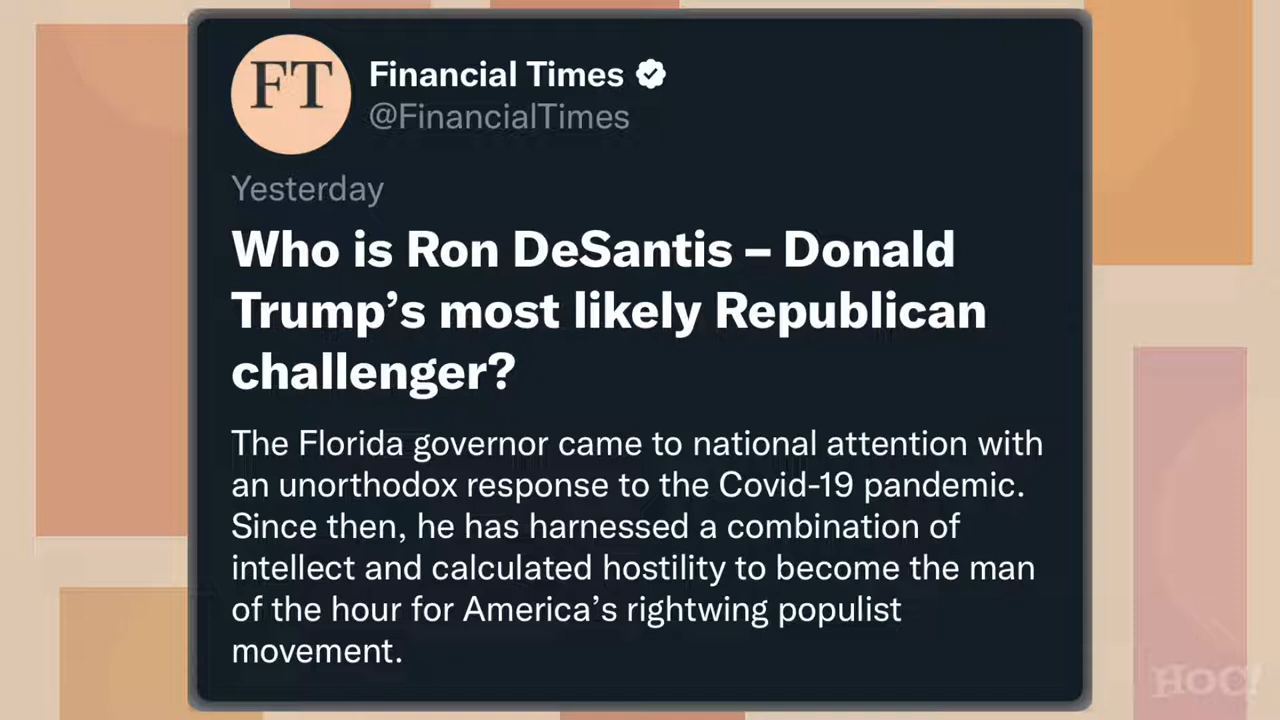 FT
Financial Times
@FinancialTimes
Yesterday
Who is Ron DeSantis – Donald
Trump’s most likely Republican
challenger?
The Florida governor came to national attention with
an unorthodox response to the Covid-19 pandemic.
Since then, he has harnessed a combination of
intellect and calculated hostility to become the man
of the hour for America’s rightwing populist
movement.
HOC!